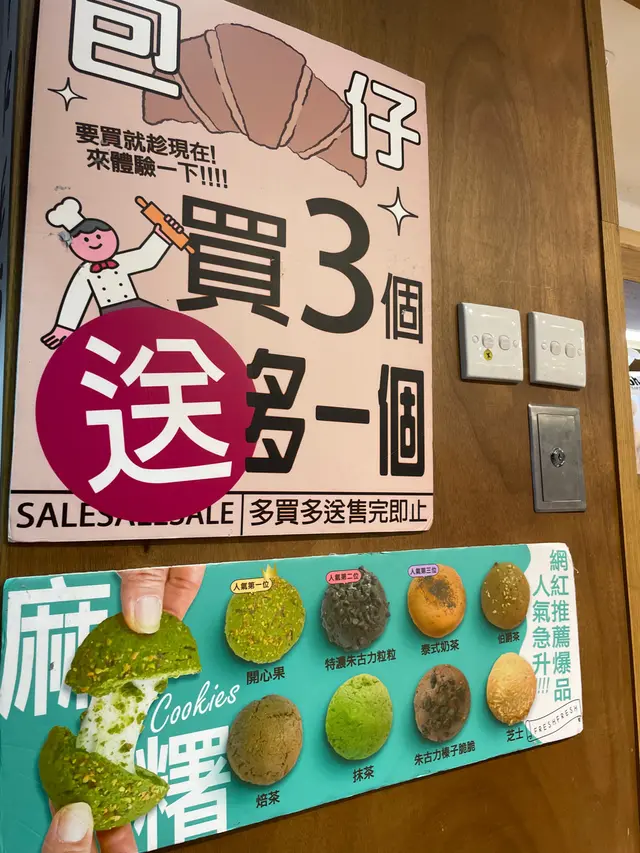 包仔
要買就趁現在!
來體驗一下!!!!
買3個
送多一個
SALESALESALE
多買多送售完即止
麻糬
Cookies
人氣第一位
開心果
人氣第二位
特濃朱古力粒粒
人氣第三位
泰式奶茶
伯爵茶
焙茶
抹茶
朱古力榛子脆脆
芝士
網紅推薦爆品
人氣急升!!!
FRESHFRESH